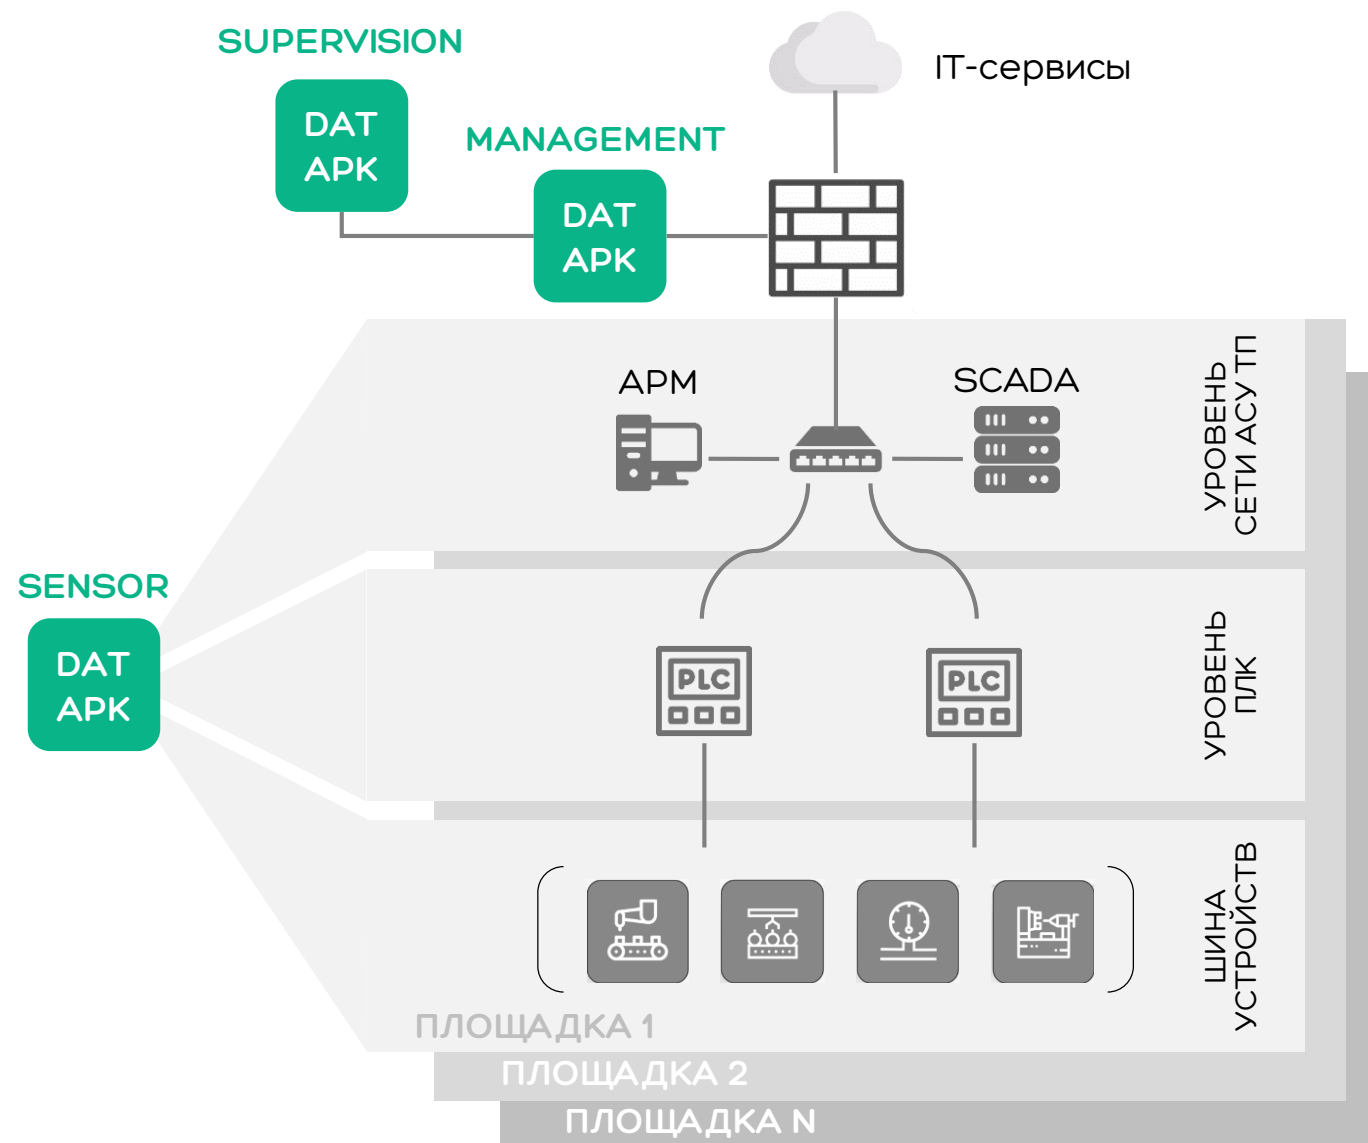 SUPERVISION
DAT
APK
IT-сервисы
MANAGEMENT
DAT
APK
АРМ
SCADA
УРОВЕНЬ
СЕТИ АСУ ТП
SENSOR
DAT
APK
PLC
PLC
УРОВЕНЬ
ПЛК
ШИНА
УСТРОЙСТВ
ПЛОЩАДКА 1
ПЛОЩАДКА 2
ПЛОЩАДКА N